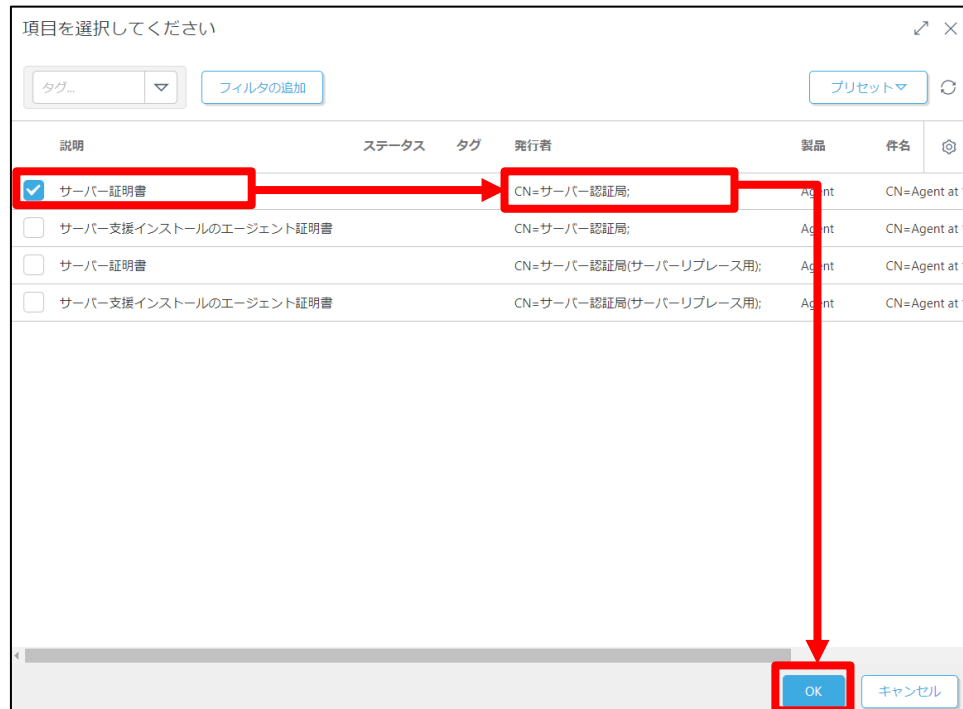 項目を選択してください
タグ...
フィルタの追加
プリセット
説明 ステータス タグ 発行者 製品 件名
サーバー証明書 CN=サーバー認証局; Agent CN=Agent at
サーバー支援インストールのエージェント証明書 CN=サーバー認証局; Agent CN=Agent at
サーバー証明書 CN=サーバー認証局(サーバーリプレース用); Agent CN=Agent at
サーバー支援インストールのエージェント証明書 CN=サーバー認証局(サーバーリプレース用); Agent CN=Agent at
OK
キャンセル